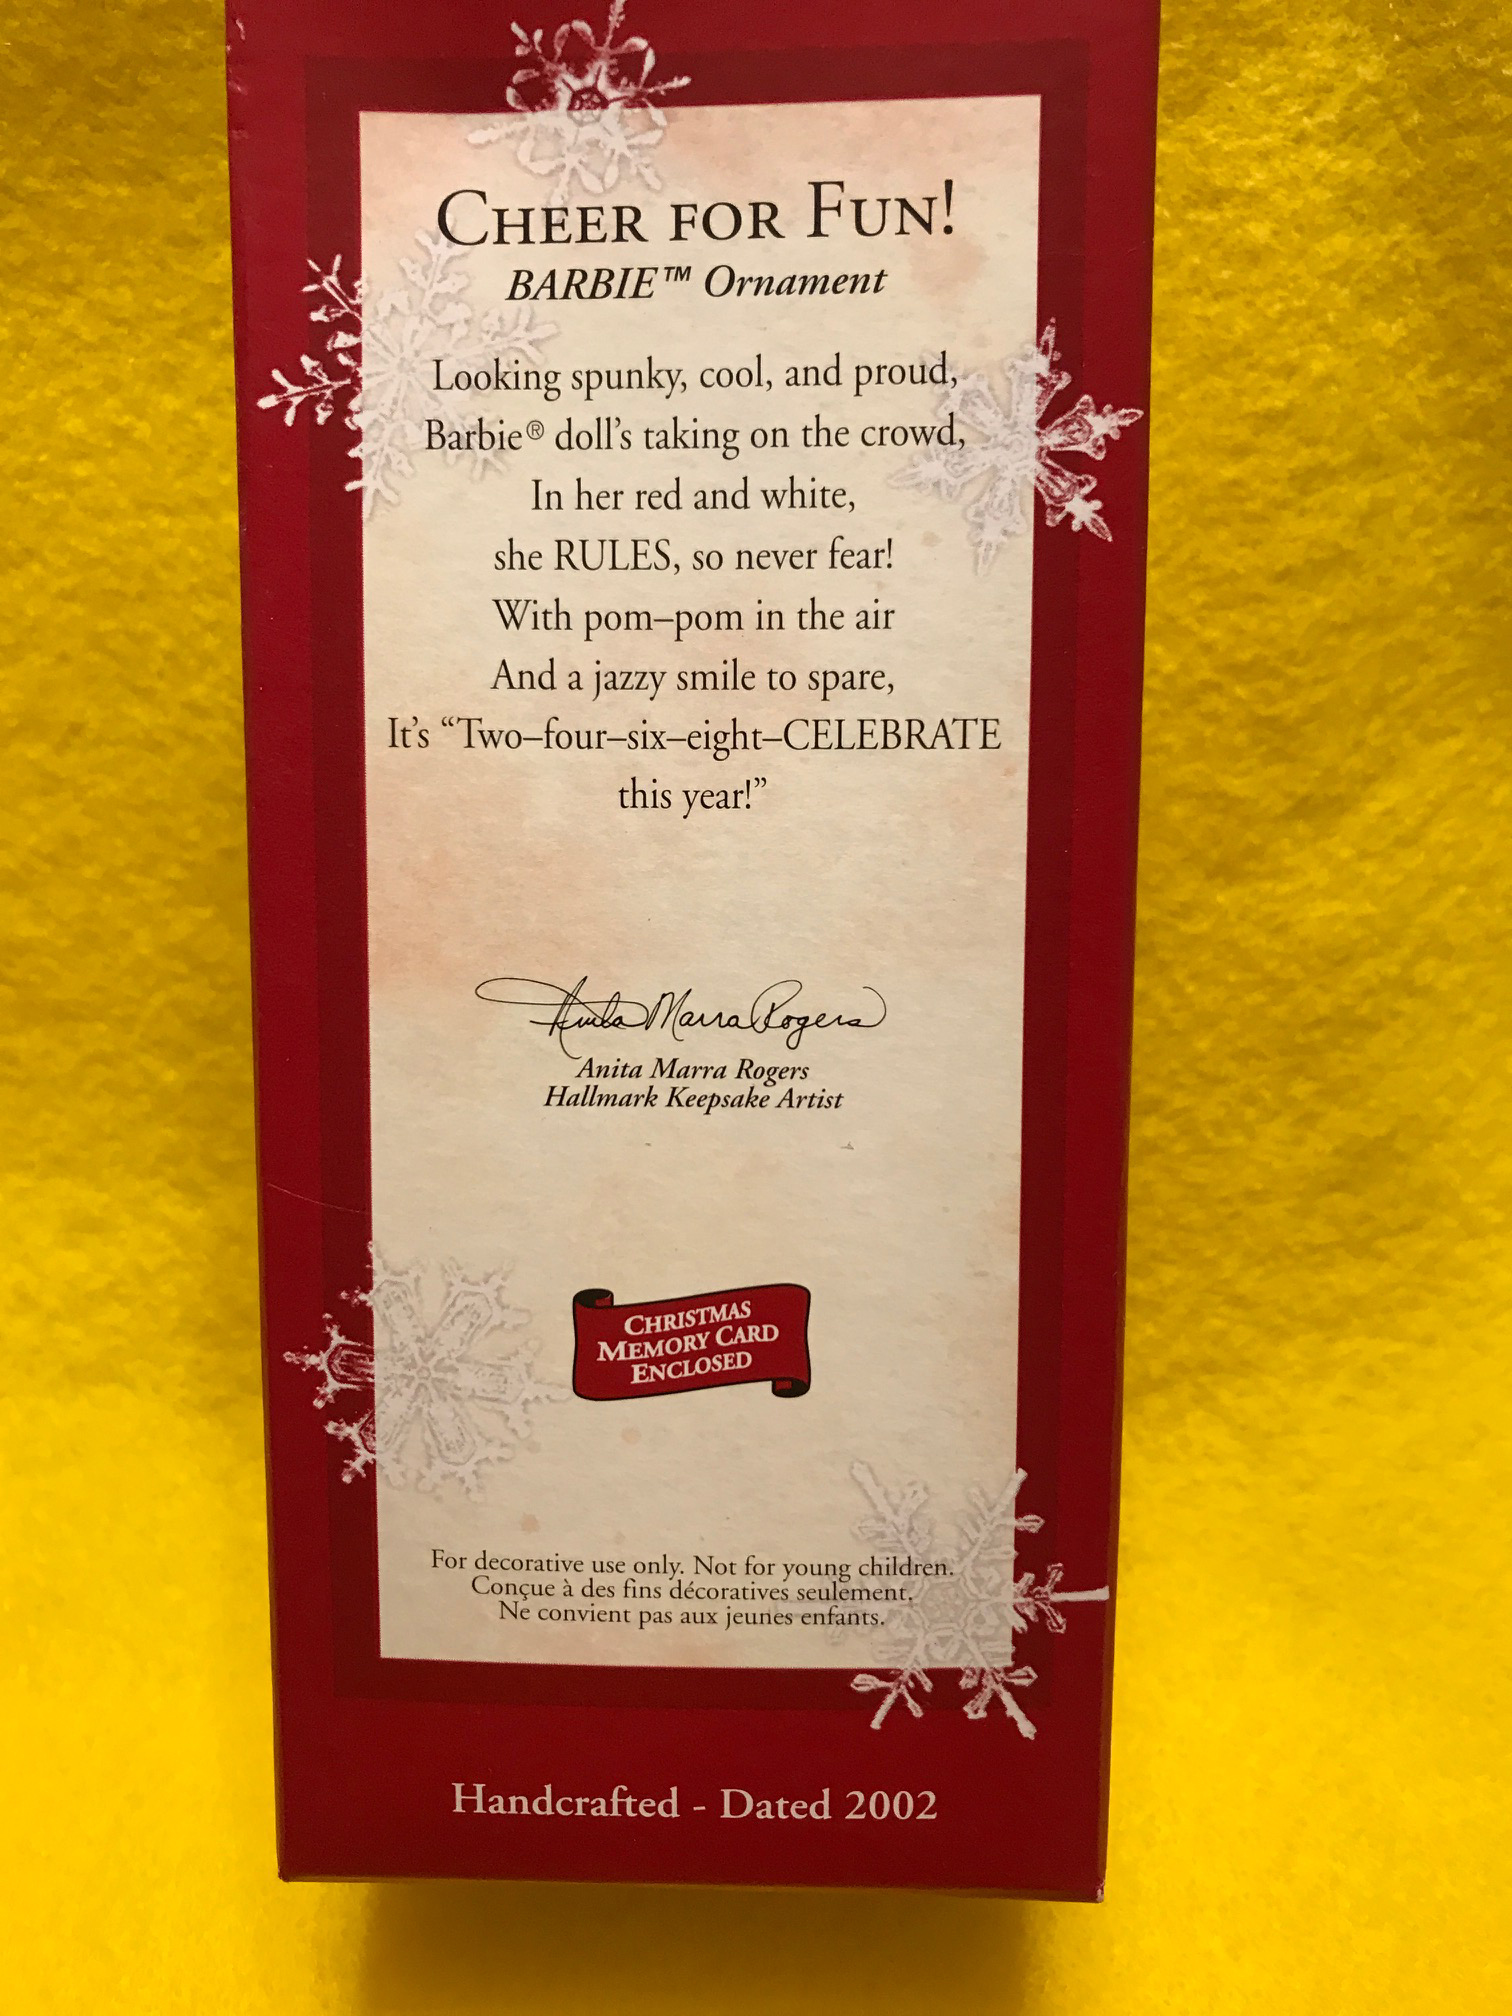 CHEER FOR FUN!
BARBIE™ Ornament
Looking spunky, cool, and proud,
Barbie® doll's taking on the crowd,
In her red and white,
she RULES, so never fear!
With pom–pom in the air
And a jazzy smile to spare,
It's “Two–four–six–eight–CELEBRATE
this year!”
Anita Marra Rogers
Anita Marra Rogers
Hallmark Keepsake Artist
CHRISTMAS
MEMORY CARD
ENCLOSED
For decorative use only. Not for young children.
Conçue à des fins décoratives seulement.
Ne convient pas aux jeunes enfants.
Handcrafted - Dated 2002